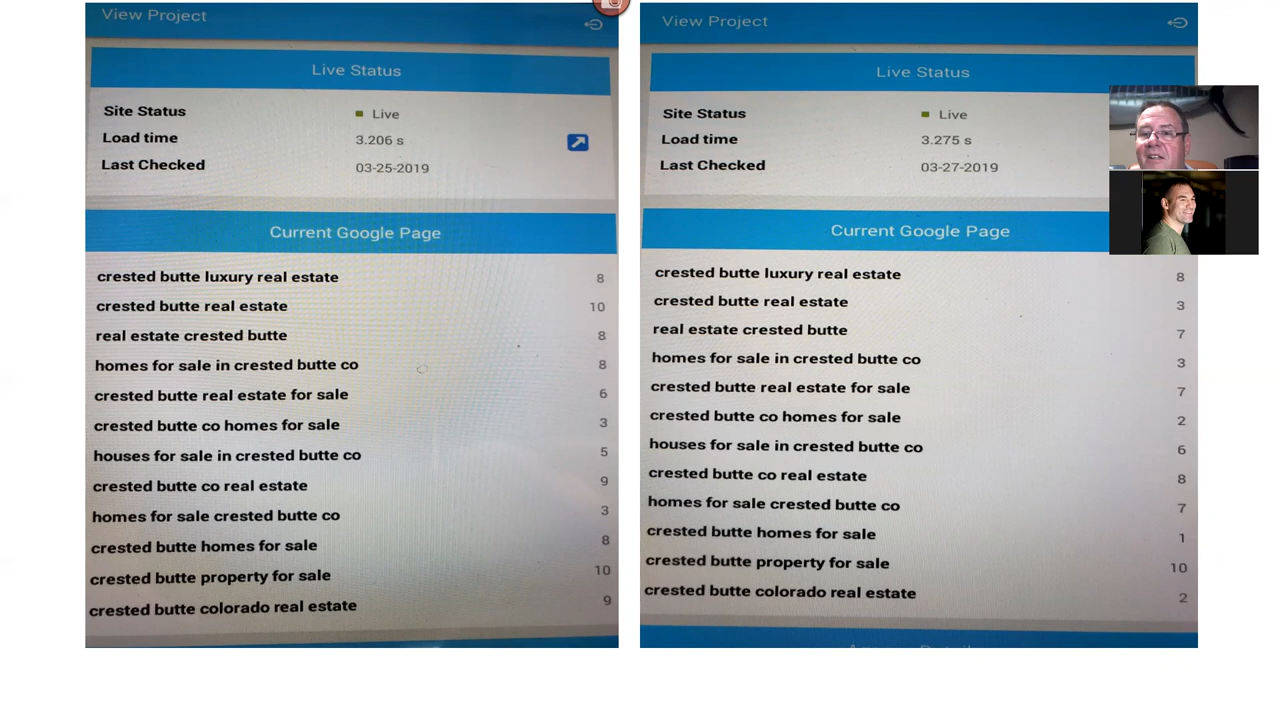 View Project
Live Status
Site Status Live
Load time 3.206 s
Last Checked 03-25-2019
Current Google Page
crested butte luxury real estate 8
crested butte real estate 10
real estate crested butte 8
homes for sale in crested butte co 8
crested butte real estate for sale 6
crested butte co homes for sale 3
houses for sale in crested butte co 5
crested butte co real estate 9
homes for sale crested butte co 3
crested butte homes for sale 8
crested butte property for sale 10
crested butte colorado real estate 9
View Project
Live Status
Site Status Live
Load time 3.275 s
Last Checked 03-27-2019
Current Google Page
crested butte luxury real estate 8
crested butte real estate 3
real estate crested butte 7
homes for sale in crested butte co 3
crested butte real estate for sale 7
crested butte co homes for sale 2
houses for sale in crested butte co 6
crested butte co real estate 8
homes for sale crested butte co 7
crested butte homes for sale 1
crested butte property for sale 10
crested butte colorado real estate 2